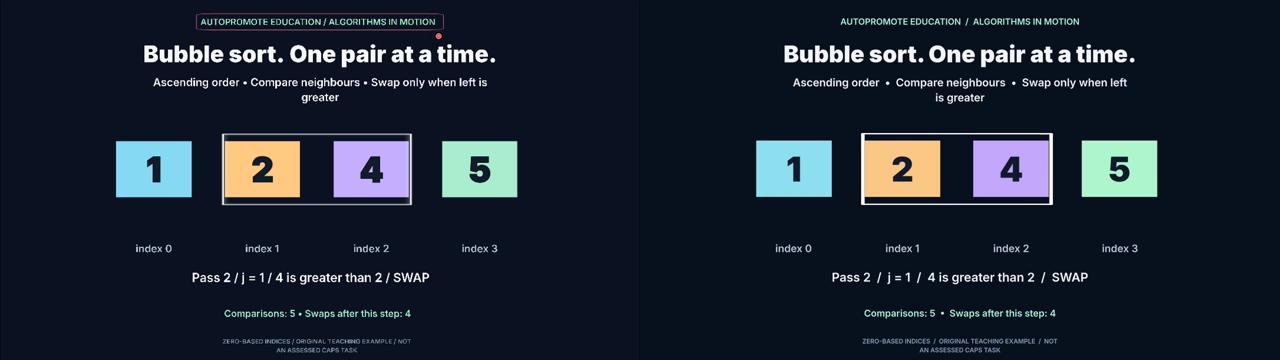 AUTOPROMOTE EDUCATION / ALGORITHMS IN MOTION
Bubble sort. One pair at a time.
Ascending order • Compare neighbours • Swap only when left is
greater
1 2 4 5
index 0 index 1 index 2 index 3
Pass 2 / j = 1 / 4 is greater than 2 / SWAP
Comparisons: 5 • Swaps after this step: 4
ZERO-BASED INDICES / ORIGINAL TEACHING EXAMPLE / NOT
AN ASSESSED CAPS TASK
AUTOPROMOTE EDUCATION / ALGORITHMS IN MOTION
Bubble sort. One pair at a time.
Ascending order • Compare neighbours • Swap only when left
is greater
1 2 4 5
index 0 index 1 index 2 index 3
Pass 2 / j = 1 / 4 is greater than 2 / SWAP
Comparisons: 5 • Swaps after this step: 4
ZERO-BASED INDICES / ORIGINAL TEACHING EXAMPLE / NOT
AN ASSESSED CAPS TASK